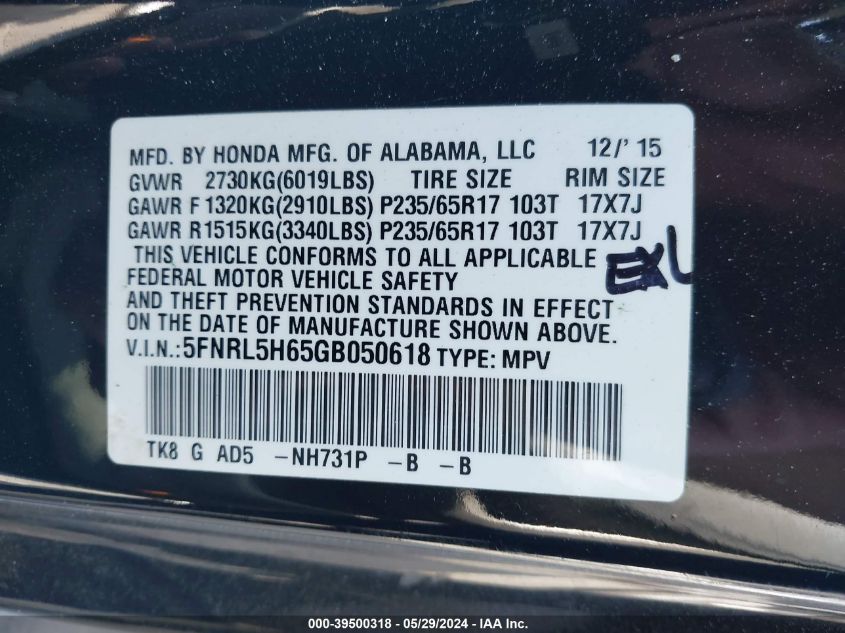 MFD. BY HONDA MFG. OF ALABAMA, LLC 12/' 15
GVWR 2730KG(6019LBS) TIRE SIZE RIM SIZE
GAWR F 1320KG(2910LBS) P235/65R17 103T 17X7J
GAWR R1515KG(3340LBS) P235/65R17 103T 17X7J
THIS VEHICLE CONFORMS TO ALL APPLICABLE
EXL
FEDERAL MOTOR VEHICLE SAFETY
AND THEFT PREVENTION STANDARDS IN EFFECT
ON THE DATE OF MANUFACTURE SHOWN ABOVE.
V.I.N.:5FNRL5H65GB050618 TYPE: MPV
TK8 G AD5 -NH731P -B -B
000-39500318 - 05/29/2024 - IAA Inc.